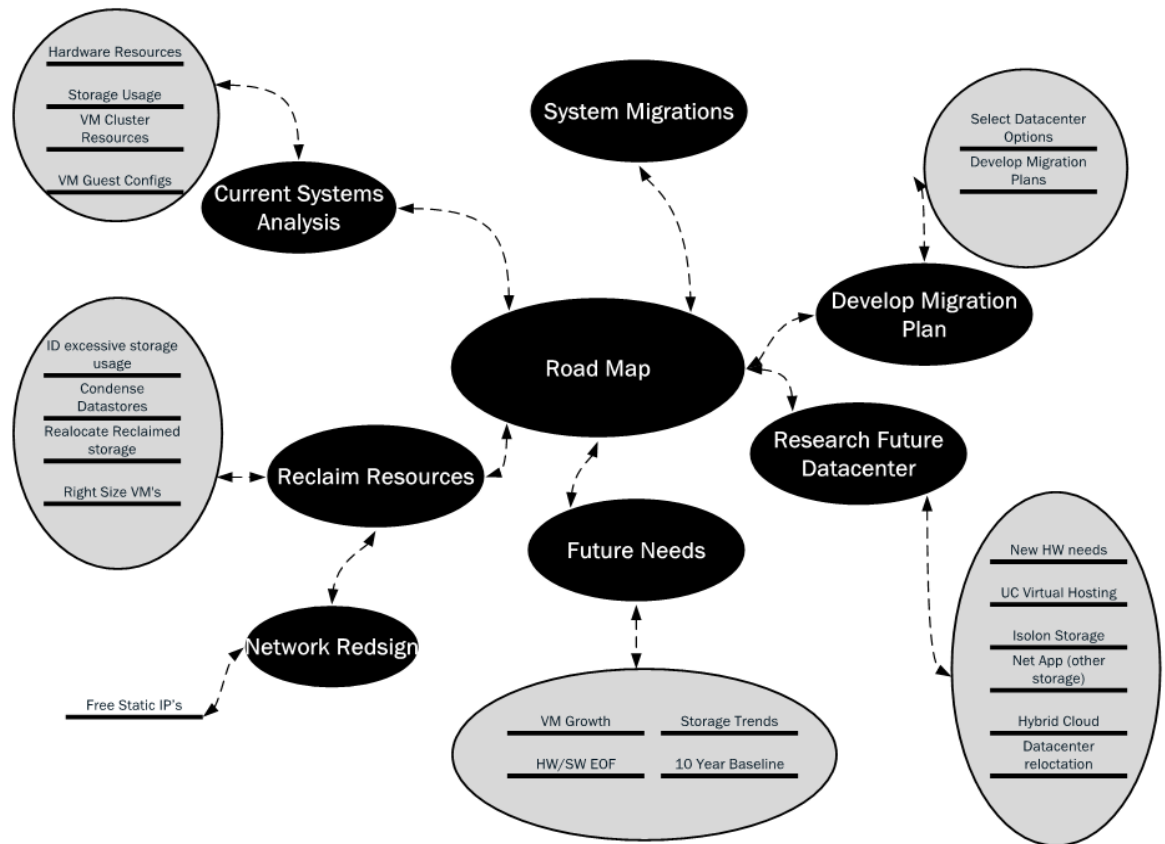 Hardware Resources
Storage Usage
VM Cluster
Resources
VM Guest Configs
Current Systems
Analysis
System Migrations
Select Datacenter
Options
Develop Migration
Plans
Develop Migration
Plan
Road Map
ID excessive storage
usage
Condense
Datastores
Realocate Reclaimed
storage
Right Size VM's
Reclaim Resources
Research Future
Datacenter
Future Needs
Network Redsign
Free Static IP's
New HW needs
UC Virtual Hosting
Isolon Storage
Net App (other
storage)
Hybrid Cloud
Datacenter
reloctation
VM Growth
Storage Trends
HW/SW EOF
10 Year Baseline